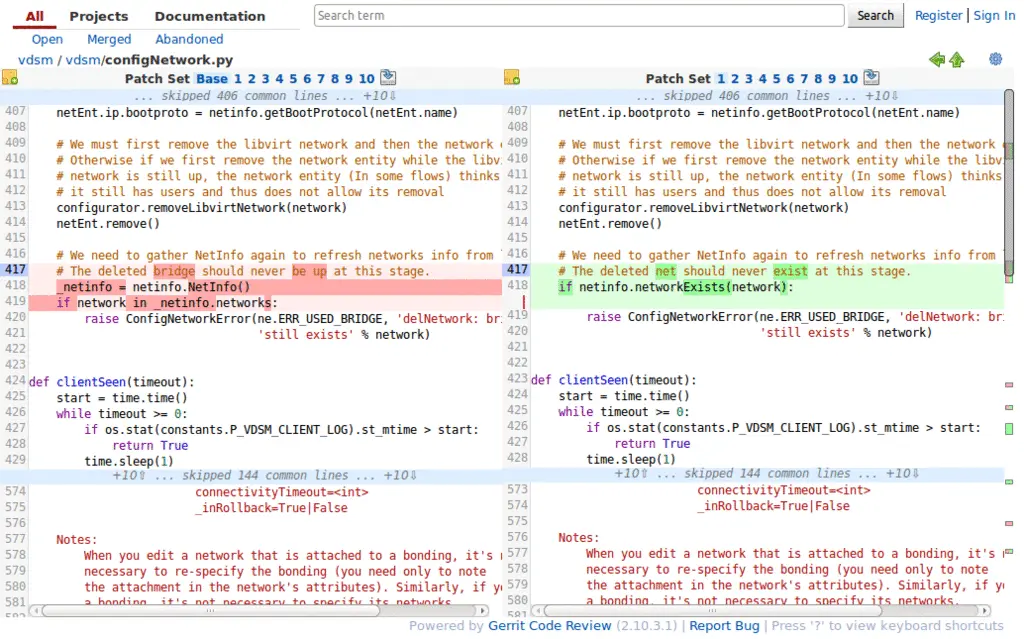 All Projects Documentation Search term Search Register | Sign In
Open Merged Abandoned
vdsm / vdsm/configNetwork.py
Patch Set Base 1 2 3 4 5 6 7 8 9 10
... skipped 406 common lines ... +10⇩
407 netEnt.ip.bootproto = netinfo.getBootProtocol(netEnt.name)
408
409 # We must first remove the libvirt network and then the network e
410 # Otherwise if we first remove the network entity while the libv
411 # network is still up, the network entity (In some flows) thinks
412 # it still has users and thus does not allow its removal
413 configurator.removeLibvirtNetwork(network)
414 netEnt.remove()
415
416 # We need to gather NetInfo again to refresh networks info from
417 # The deleted bridge should never be up at this stage.
418 _netinfo = netinfo.NetInfo()
419 if network in _netinfo.networks:
420 raise ConfigNetworkError(ne.ERR_USED_BRIDGE, 'delNetwork: bri
421 'still exists' % network)
422
423
424 def clientSeen(timeout):
425 start = time.time()
426 while timeout >= 0:
427 if os.stat(constants.P_VDSM_CLIENT_LOG).st_mtime > start:
428 return True
429 time.sleep(1)
+10⇧ ... skipped 144 common lines ... +10⇩
574 connectivityTimeout=<int>
575 _inRollback=True|False
576
577 Notes:
578 When you edit a network that is attached to a bonding, it's n
579 necessary to re-specify the bonding (you need only to note
580 the attachment in the network's attributes). Similarly, if yo
581 a bonding, it's not necessary to specify its networks.
582
Patch Set 1 2 3 4 5 6 7 8 9 10
... skipped 406 common lines ... +10⇩
407 netEnt.ip.bootproto = netinfo.getBootProtocol(netEnt.name)
408
409 # We must first remove the libvirt network and then the network
410 # Otherwise if we first remove the network entity while the libv
411 # network is still up, the network entity (In some flows) thinks
412 # it still has users and thus does not allow its removal
413 configurator.removeLibvirtNetwork(network)
414 netEnt.remove()
415
416 # We need to gather NetInfo again to refresh networks info from
417 # The deleted net should never exist at this stage.
418 if netinfo.networkExists(network):
419 raise ConfigNetworkError(ne.ERR_USED_BRIDGE, 'delNetwork: bri
420 'still exists' % network)
421
422
423 def clientSeen(timeout):
424 start = time.time()
425 while timeout >= 0:
426 if os.stat(constants.P_VDSM_CLIENT_LOG).st_mtime > start:
427 return True
428 time.sleep(1)
+10⇧ ... skipped 144 common lines ... +10⇩
573 connectivityTimeout=<int>
574 _inRollback=True|False
575
576 Notes:
577 When you edit a network that is attached to a bonding, it's n
578 necessary to re-specify the bonding (you need only to note
579 the attachment in the network's attributes). Similarly, if yo
580 a bonding, it's not necessary to specify its networks.
581
Powered by Gerrit Code Review (2.10.3.1) | Report Bug | Press '?' to view keyboard shortcuts